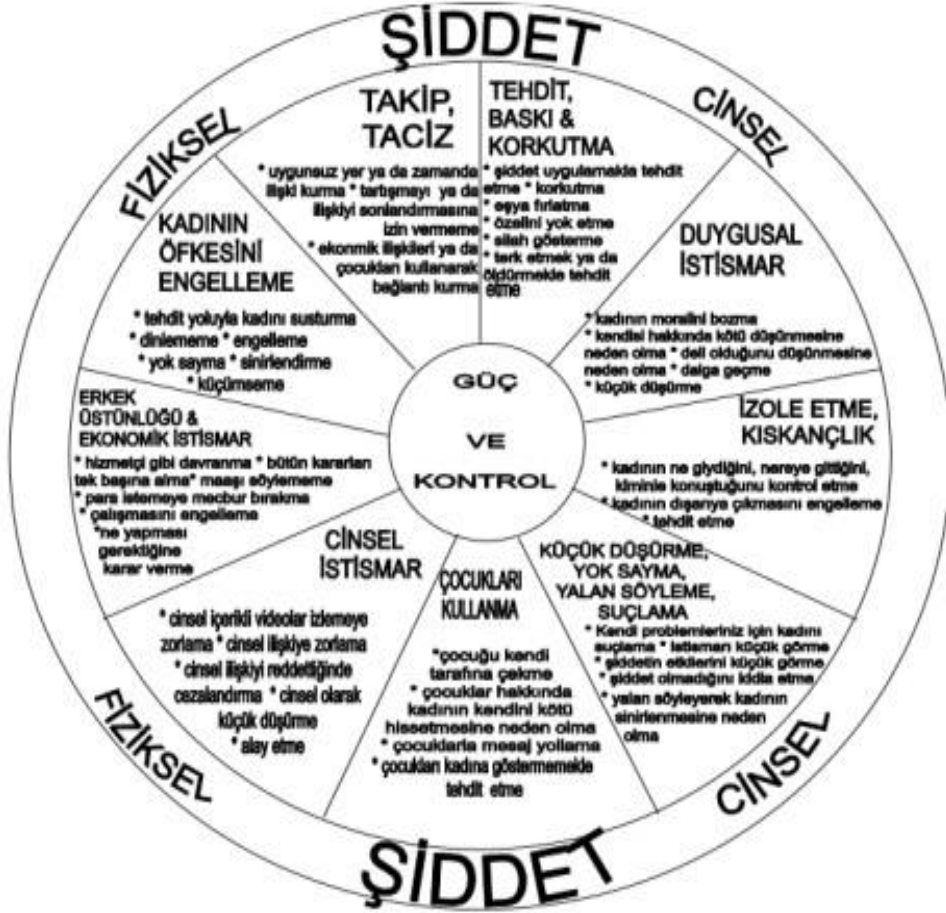 ŞİDDET
CİNSEL
TEHDİT,
BASKI &
KORKUTMA
* şiddet uygulamakla tehdit
etme * korkutma
* eşya fırlatma
* özelini yok etme
* silah gösterme
* terk etmek ya da
öldürmekle tehdit
etme
DUYGUSAL
İSTİSMAR
* kadının moralini bozma
* kendisi hakkında kötü düşünmesine
neden olma * deli olduğunu düşünmesine
neden olma * dalga geçme
* küçük düşürme
İZOLE ETME,
KISKANÇLIK
* kadının ne giydiğini, nereye gittiğini,
kiminle konuştuğunu kontrol etme
* kadının dışarıya çıkmasını engelleme
* tehdit etme
KÜÇÜK DÜŞÜRME,
YOK SAYMA,
YALAN SÖYLEME,
SUÇLAMA
* Kendi problemleriniz için kadını
suçlama * istismarı küçük görme
* şiddetin etkilerini küçük görme
* şiddet olmadığını iddia etme
* yalan söyleyerek kadının
sinirlenmesine neden
olma
CİNSEL
ÇOCUKLARI
KULLANMA
*çocuğu kendi
tarafına çekme
* çocuklar hakkında
kadının kendini kötü
hissetmesine neden olma
* çocuklarla mesaj yollama
* çocukları kadına göstermemekle
tehdit etme
ŞİDDET
CİNSEL
İSTİSMAR
* cinsel içerikli videolar izlemeye
zorlama * cinsel ilişkiye zorlama
* cinsel ilişkiyi reddettiğinde
cezalandırma * cinsel olarak
küçük düşürme
* alay etme
FİZİKSEL
ERKEK
ÜSTÜNLÜĞÜ &
EKONOMİK İSTİSMAR
* hizmetçi gibi davranma * bütün kararları
tek başına alma* maaşı söylememe
* para istemeye mecbur bırakma
* çalışmasını engelleme
*ne yapması
gerektiğine
karar verme
KADININ
ÖFKESİNİ
ENGELLEME
* tehdit yoluyla kadını susturma
* dinlememe * engelleme
* yok sayma * sinirlendirme
* küçümseme
FİZİKSEL
TAKİP,
TACİZ
* uygunsuz yer ya da zamanda
ilişki kurma * tartışmayı ya da
ilişkiyi sonlandırmasına
izin vermeme
* ekonmik ilişkileri ya da
çocukları kullanarak
bağlantı kurma
GÜÇ
VE
KONTROL